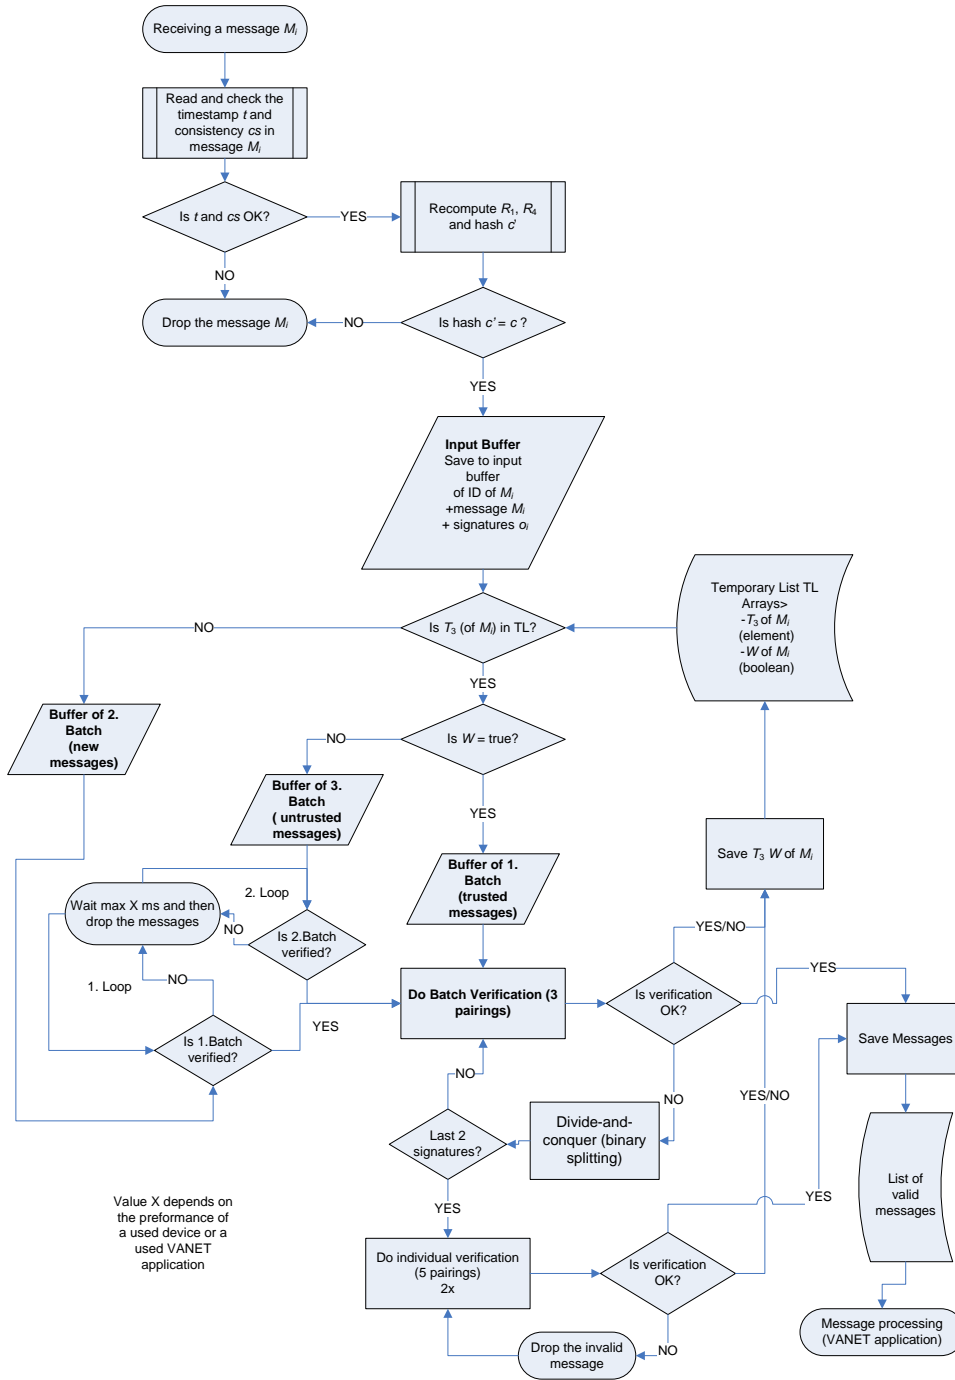 Receiving a message Mi
Read and check the
timestamp t and
consistency cs in
message Mi
Is t and cs OK?
YES
Recompute R1, R4
and hash c'
NO
Drop the message Mi
NO
Is hash c' = c ?
YES
Input Buffer
Save to input
buffer
of ID of Mi
+message Mi
+ signatures oi
Temporary List TL
Arrays>
-T3 of Mi
(element)
-W of Mi
(boolean)
NO
Is T3 (of Mi) in TL?
YES
Buffer of 2.
Batch
(new
messages)
NO
Is W = true?
Buffer of 3.
Batch
( untrusted
messages)
YES
Save T3 W of Mi
Buffer of 1.
Batch
(trusted
messages)
2. Loop
Wait max X ms and then
drop the messages
NO
Is 2.Batch
verified?
YES/NO
1. Loop
NO
YES
Do Batch Verification (3
pairings)
Is verification
OK?
YES
Is 1.Batch
verified?
Save Messages
NO
NO
YES/NO
Last 2
signatures?
Divide-and-
conquer (binary
splitting)
List of
valid
messages
YES
YES
Value X depends on
the preformance of
a used device or a
used VANET
application
Do individual verification
(5 pairings)
2x
Is verification
OK?
NO
Drop the invalid
message
Message processing
(VANET application)